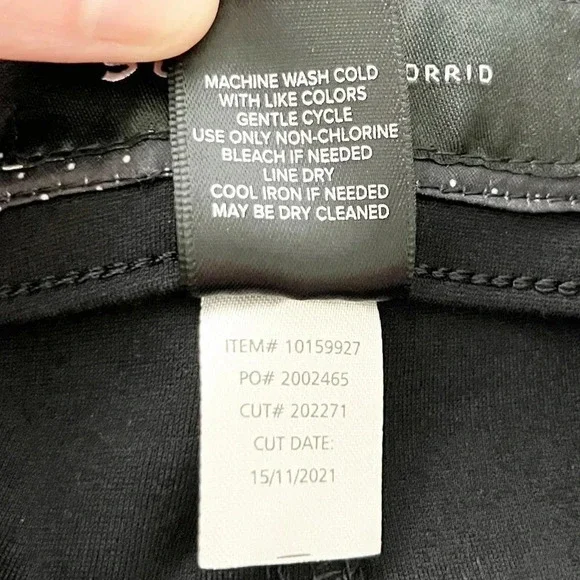 ORRID
MACHINE WASH COLD
WITH LIKE COLORS
GENTLE CYCLE
USE ONLY NON-CHLORINE
BLEACH IF NEEDED
LINE DRY
COOL IRON IF NEEDED
MAY BE DRY CLEANED
ITEM# 10159927
PO# 2002465
CUT# 202271
CUT DATE:
15/11/2021